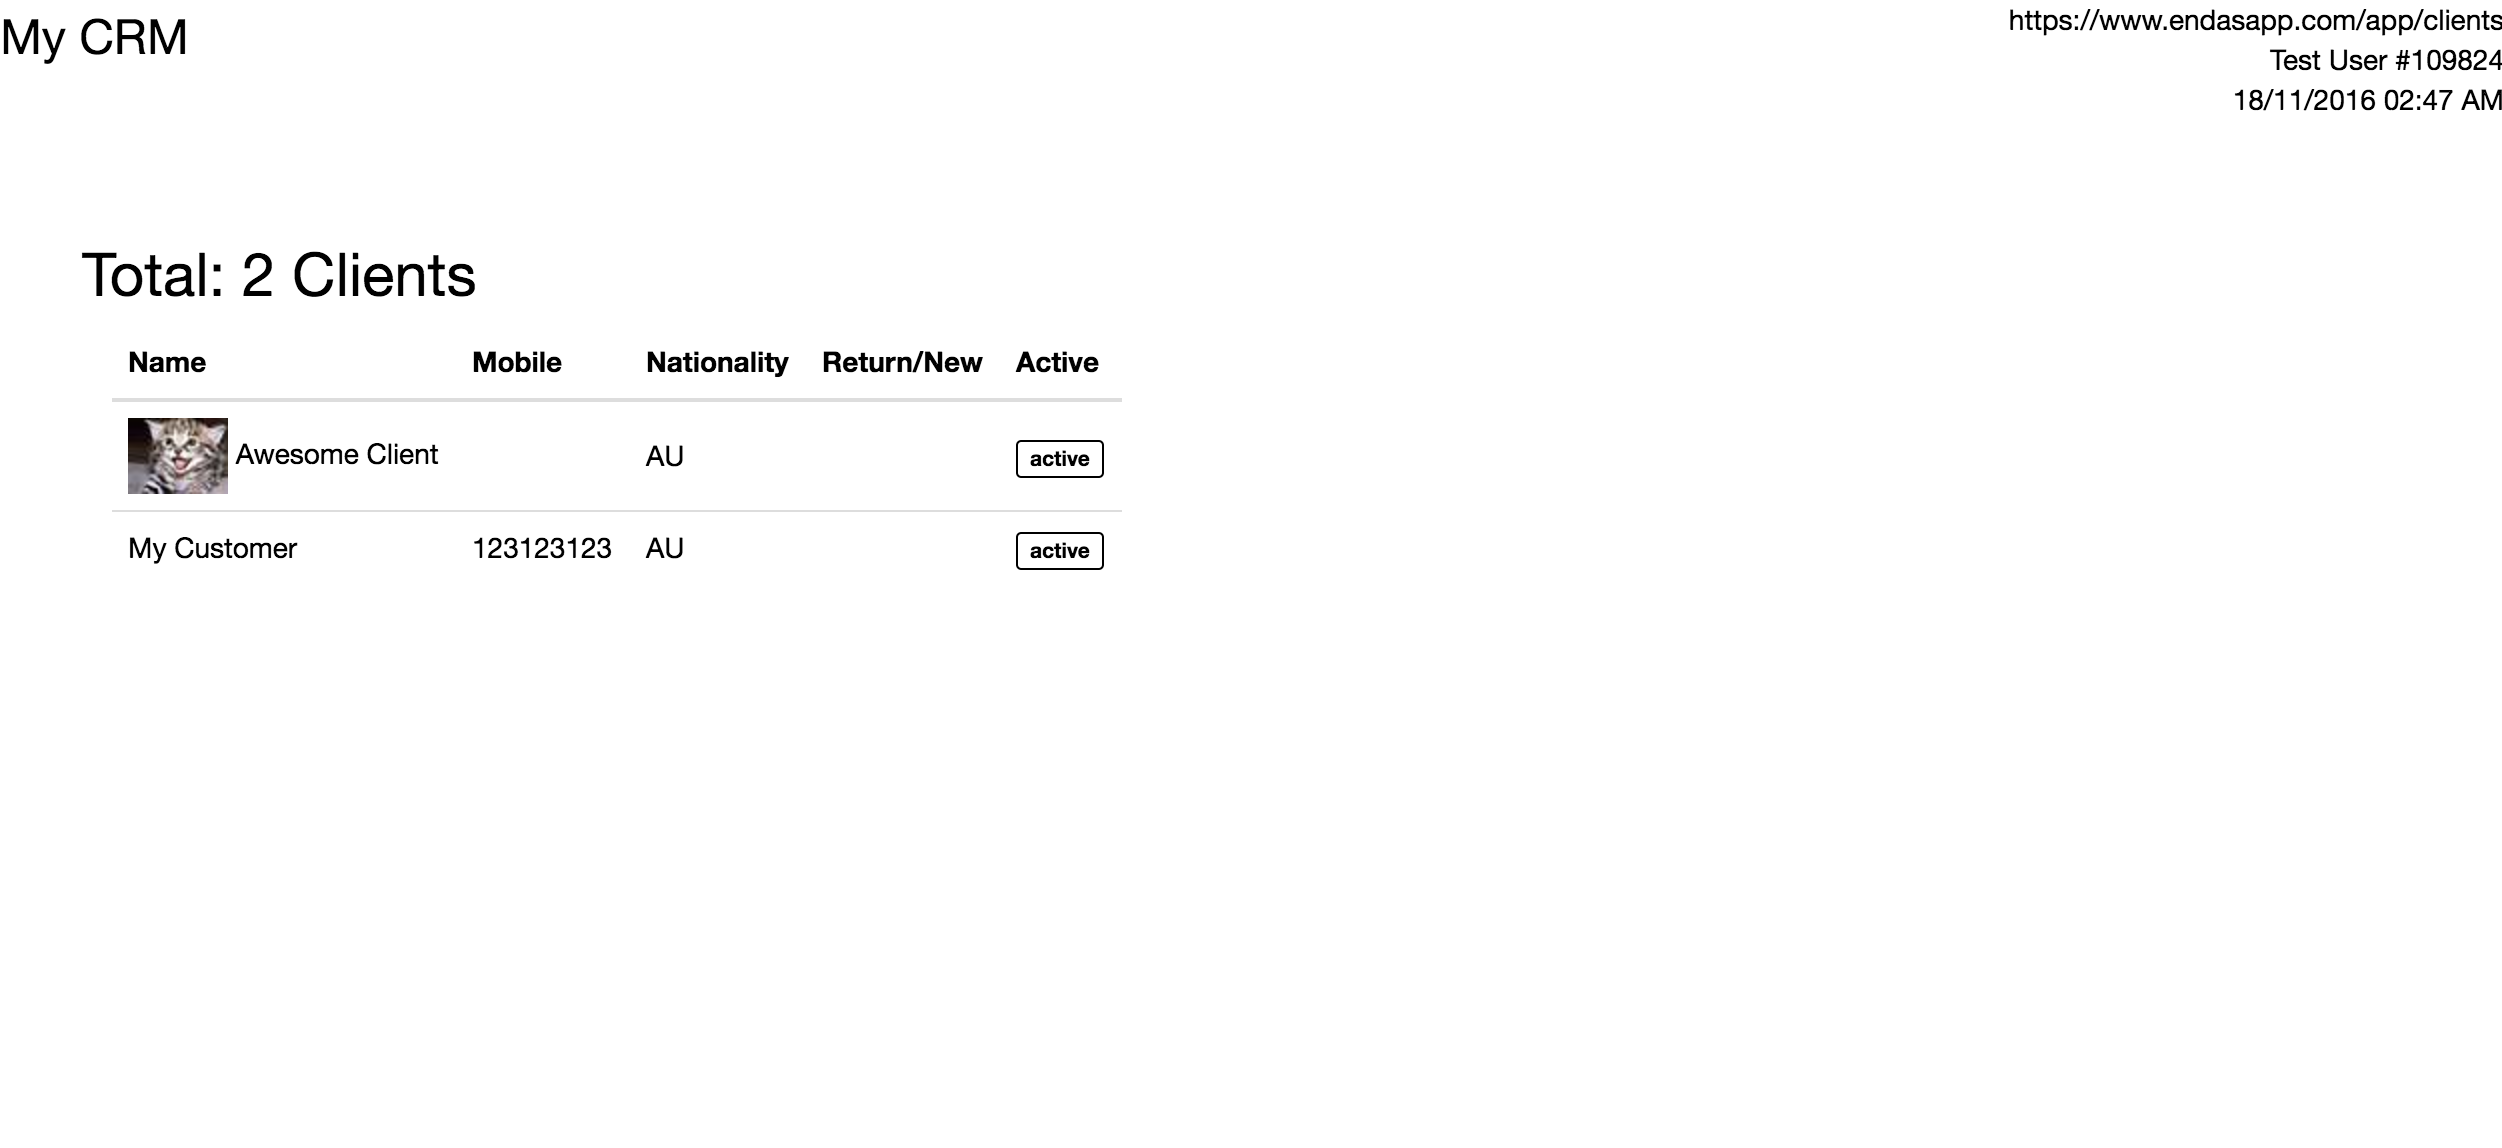 My CRM
https://www.endasapp.com/app/clients
Test User #109824
18/11/2016 02:47 AM
Total: 2 Clients
Name Mobile Nationality Return/New Active
Awesome Client AU active
My Customer 123123123 AU active